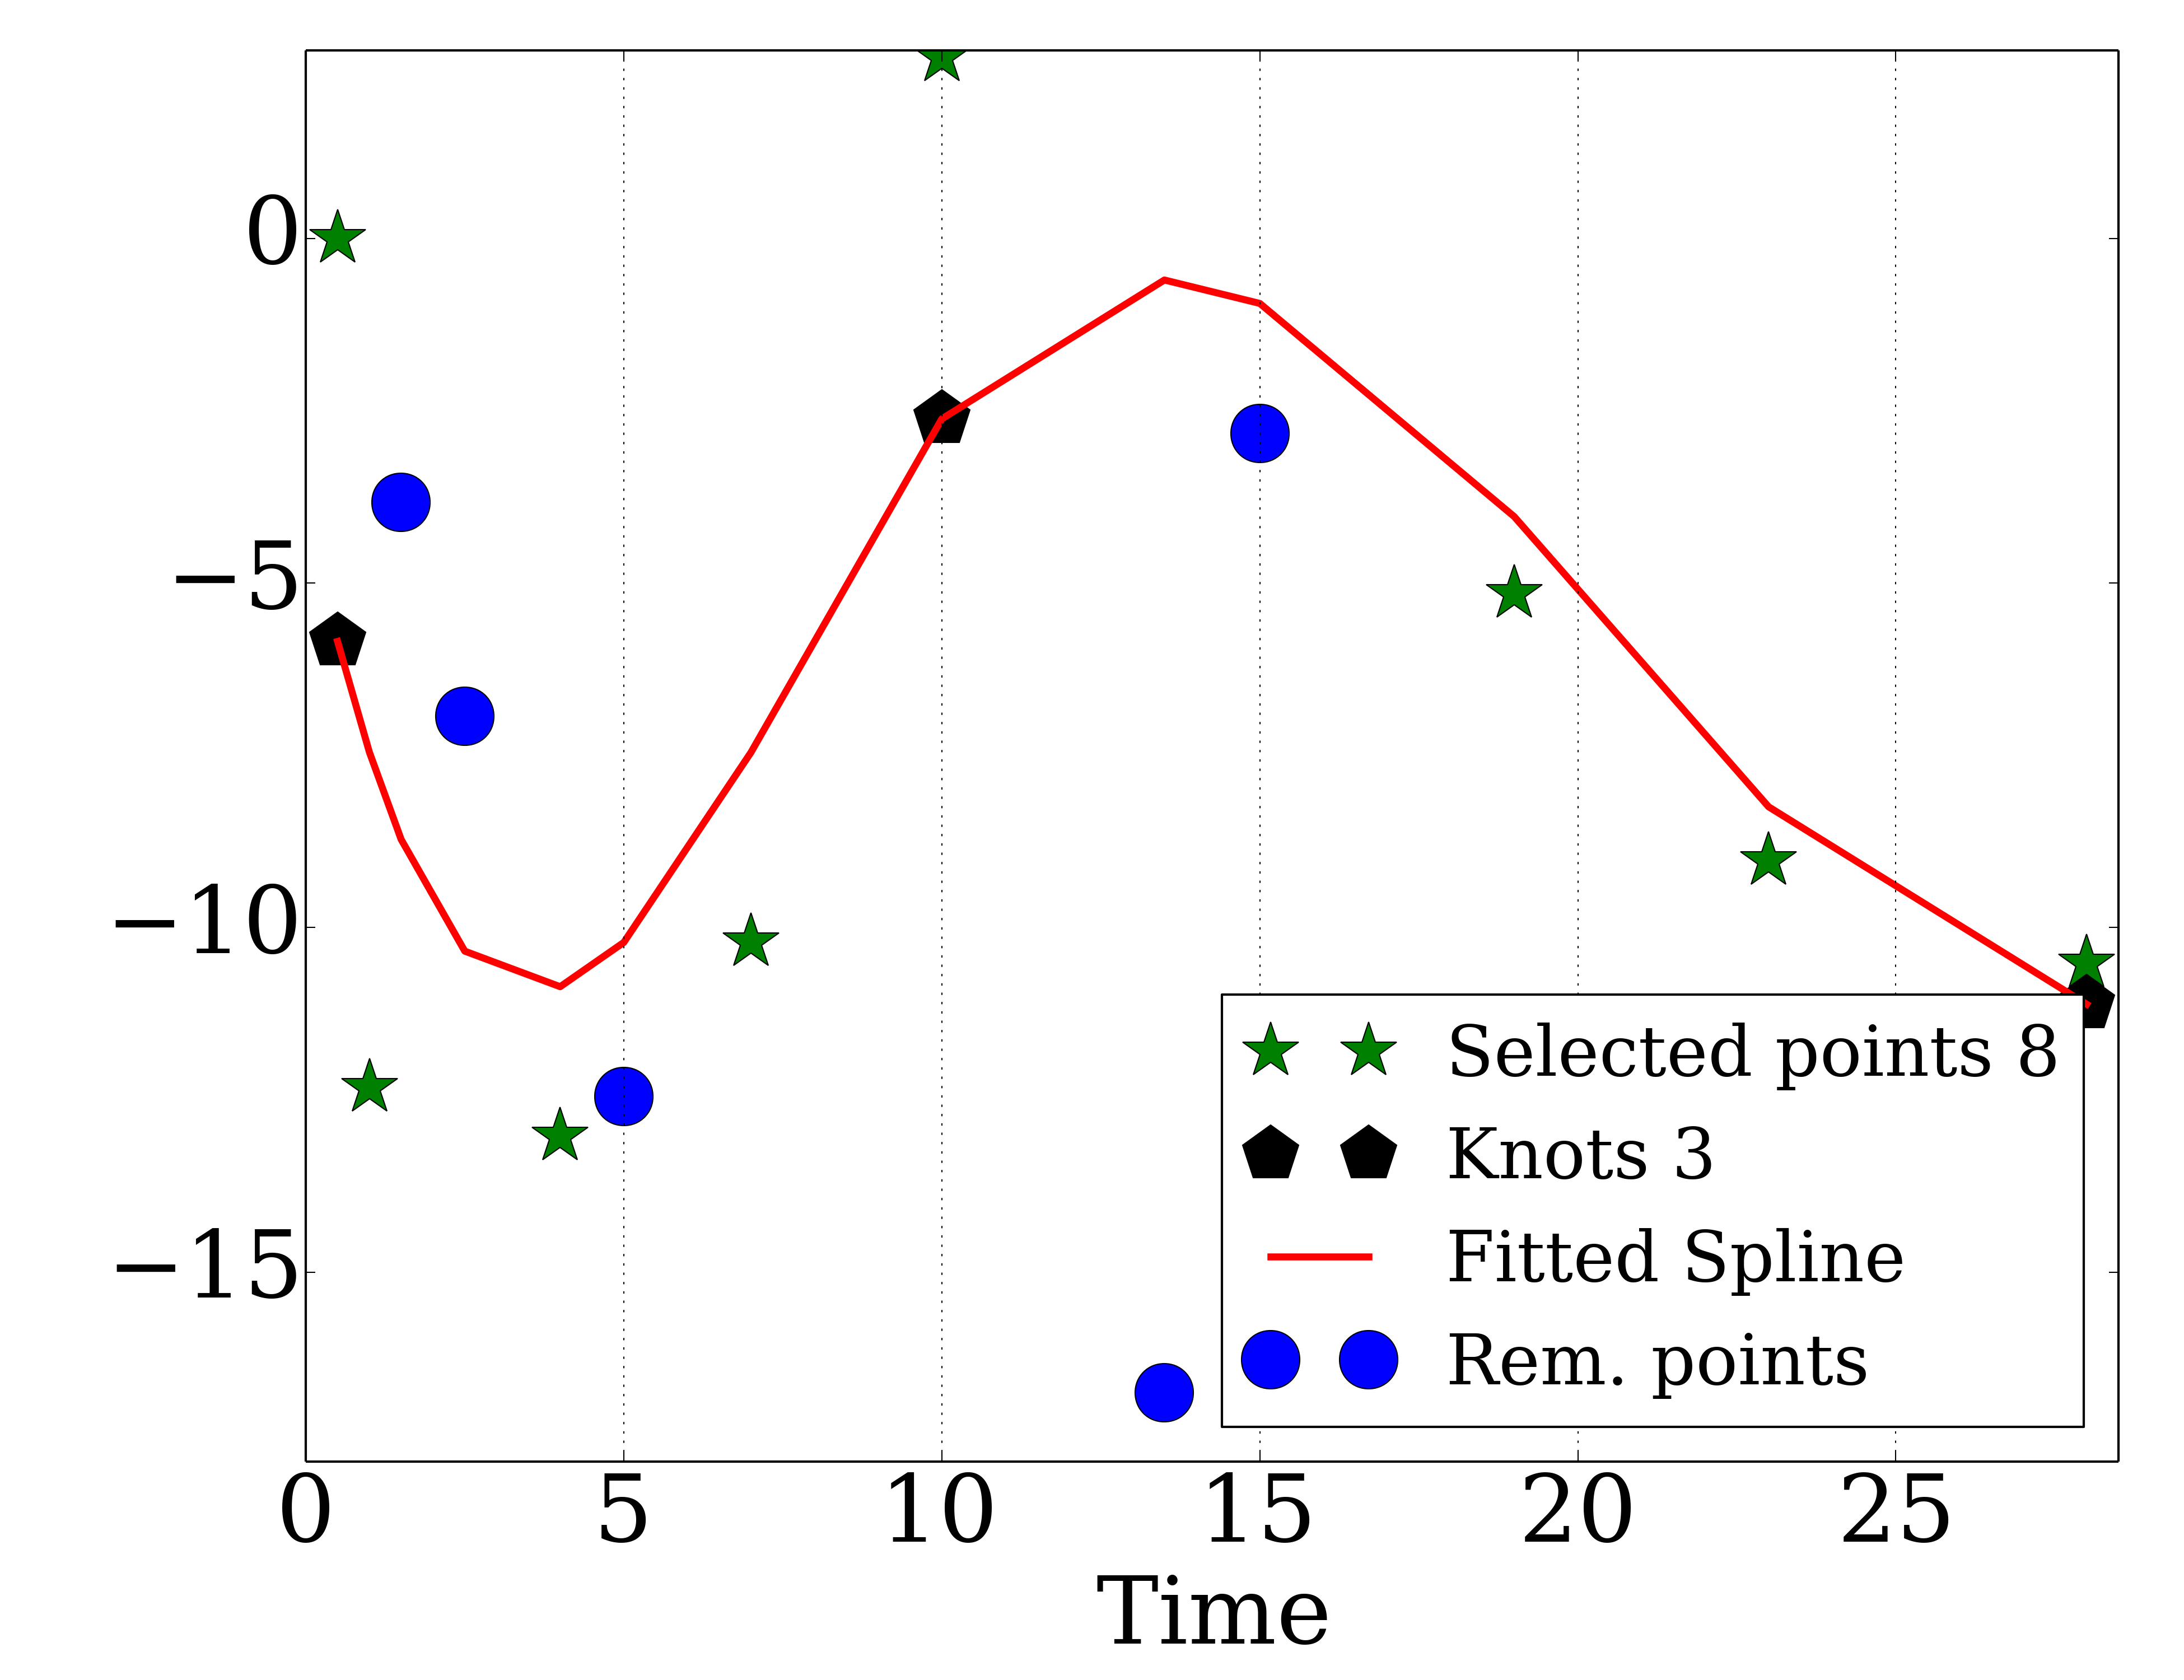 0
−5
−10
−15
Selected points 8
Knots 3
Fitted Spline
Rem. points
0 5 10 15 20 25
Time